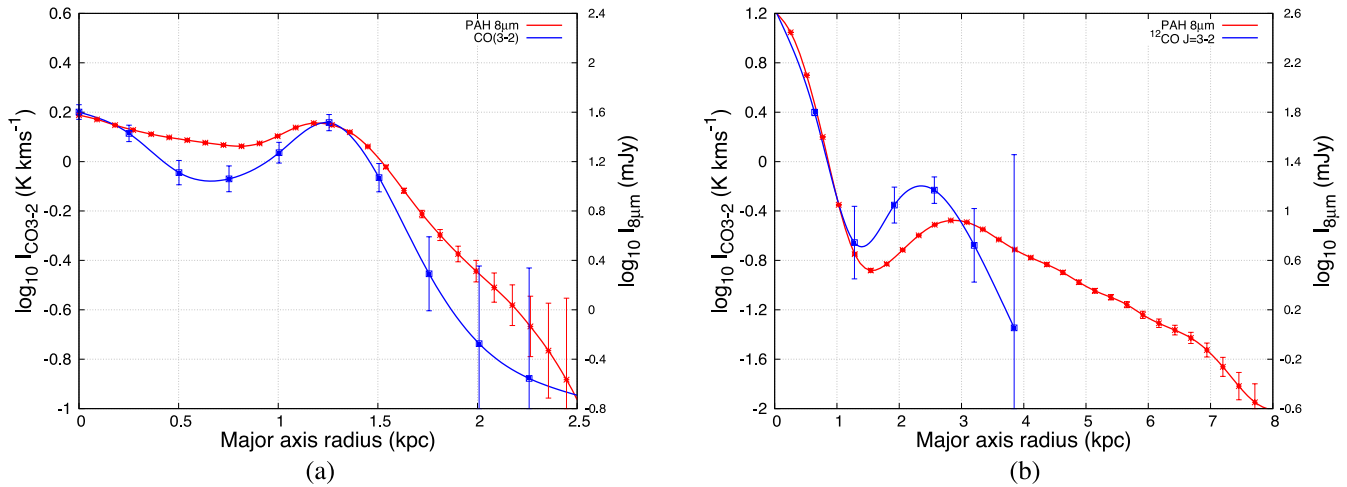 PAH 8μm
CO(3-2)
log10 ICO3-2 (K kms-1)
0.6
0.4
0.2
0
-0.2
-0.4
-0.6
-0.8
-1
2.4
2
1.6
1.2
0.8
0.4
0
-0.4
-0.8
log10 I8μm (mJy)
0 0.5 1 1.5 2 2.5
Major axis radius (kpc)
(a)
PAH 8μm
12CO J=3-2
log10 ICO3-2 (K kms-1)
1.2
0.8
0.4
0
-0.4
-0.8
-1.2
-1.6
-2
2.6
2.2
1.8
1.4
1
0.6
0.2
-0.2
-0.6
log10 I8μm (mJy)
0 1 2 3 4 5 6 7 8
Major axis radius (kpc)
(b)